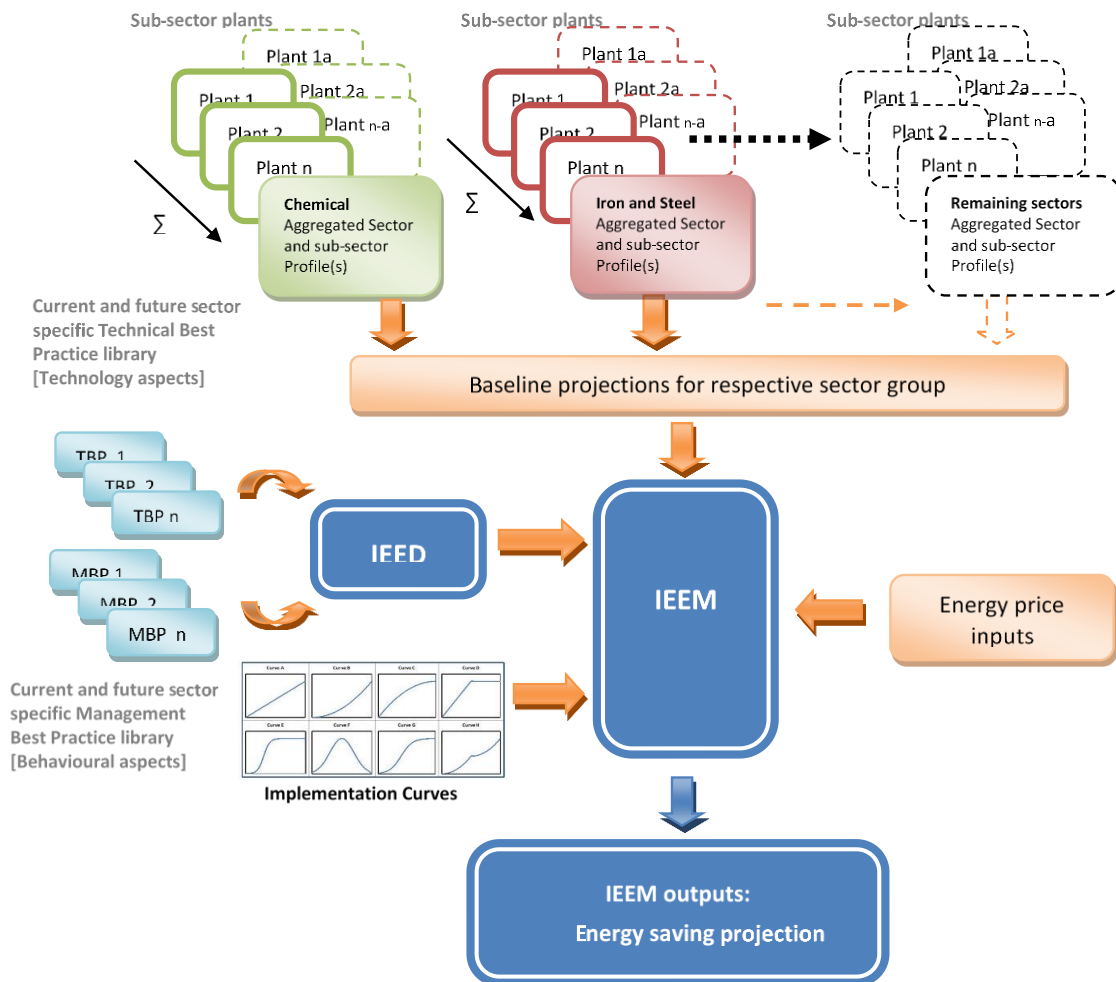 Sub-sector plants
Plant 1a
Plant 2a
Plant n-a
Plant 1
Plant 2
Plant n
∑
Chemical
Aggregated Sector
and sub-sector
Profile(s)
Sub-sector plants
Plant 1a
Plant 2a
Plant n-a
Plant 1
Plant 2
Plant n
∑
Iron and Steel
Aggregated Sector
and sub-sector
Profile(s)
Sub-sector plants
Plant 1a
Plant 2a
Plant n-a
Plant 1
Plant 2
Plant n
Remaining sectors
Aggregated Sector
and sub-sector
Profile(s)
Current and future sector
specific Technical Best
Practice library
[Technology aspects]
Baseline projections for respective sector group
TBP 1
TBP 2
TBP n
MBP 1
MBP 2
MBP n
IEED
IEEM
Energy price
inputs
Current and future sector
specific Management
Best Practice library
[Behavioural aspects]
Curve A
Curve B
Curve C
Curve D
Curve E
Curve F
Curve G
Curve H
Implementation Curves
IEEM outputs:
Energy saving projection